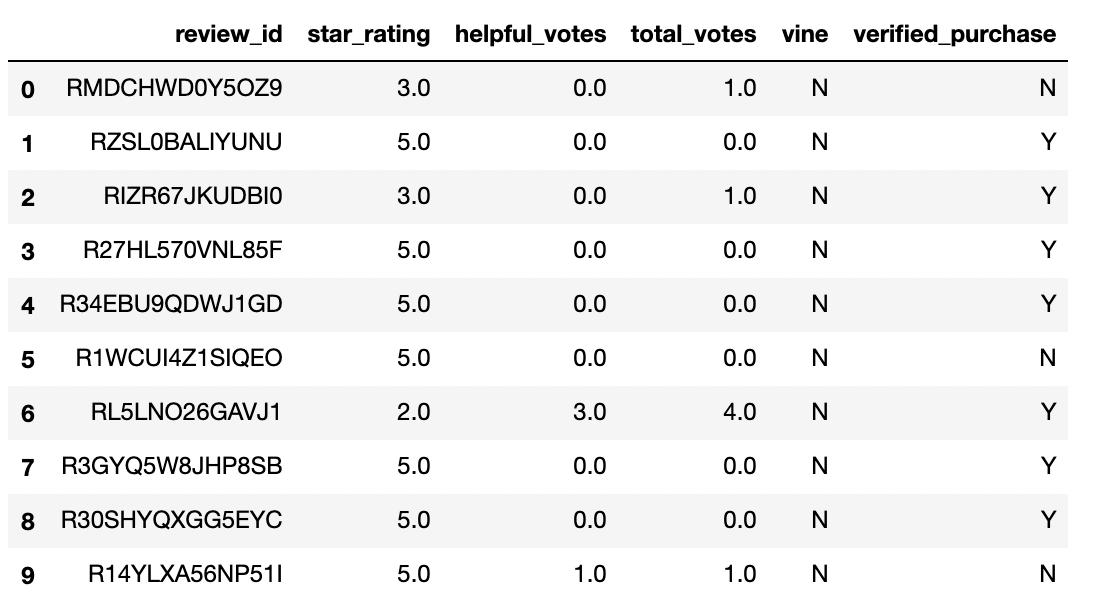 review_id star_rating helpful_votes total_votes vine verified_purchase
0 RMDCHWD0Y5OZ9 3.0 0.0 1.0 N N
1 RZSL0BALIYUNU 5.0 0.0 0.0 N Y
2 RIZR67JKUDBI0 3.0 0.0 1.0 N Y
3 R27HL570VNL85F 5.0 0.0 0.0 N Y
4 R34EBU9QDWJ1GD 5.0 0.0 0.0 N Y
5 R1WCUI4Z1SIQEO 5.0 0.0 0.0 N N
6 RL5LNO26GAVJ1 2.0 3.0 4.0 N Y
7 R3GYQ5W8JHP8SB 5.0 0.0 0.0 N Y
8 R30SHYQXGG5EYC 5.0 0.0 0.0 N Y
9 R14YLXA56NP51I 5.0 1.0 1.0 N N